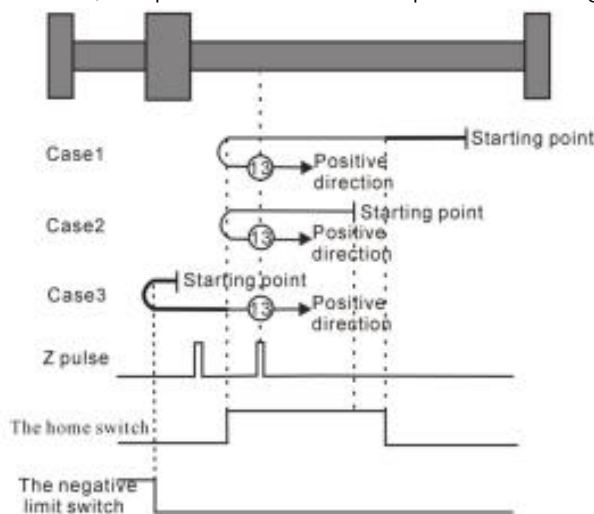 Starting point
Case1
13
Positive
direction
Starting point
Case2
13
Positive
direction
Starting point
Case3
13
Positive
direction
Z pulse
The home switch
The negative
limit switch